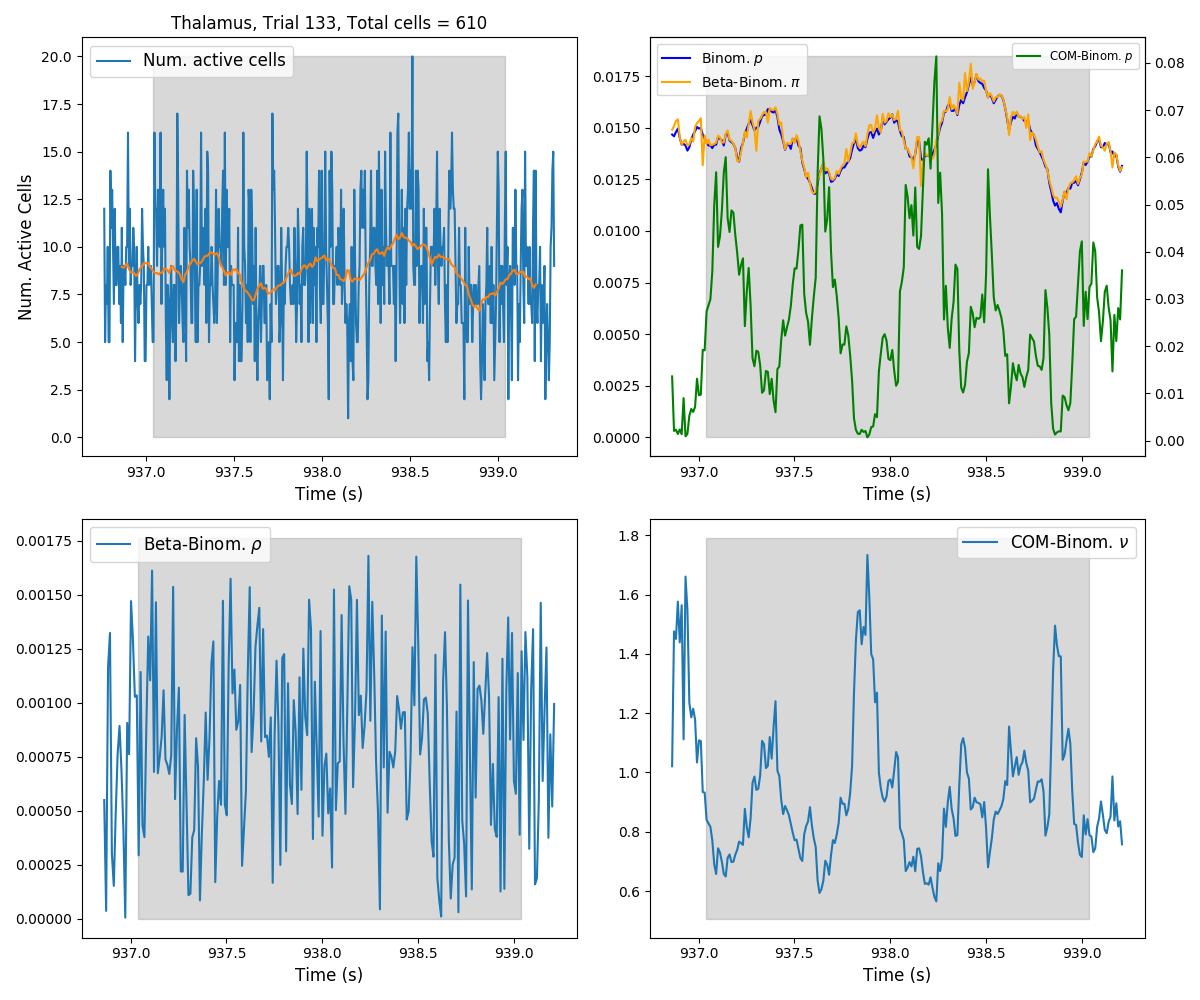 Thalamus, Trial 133, Total cells = 610
Num. active cells
20.0
17.5
15.0
12.5
10.0
7.5
5.0
2.5
0.0
Num. Active Cells
937.0 937.5 938.0 938.5 939.0
Time (s)
Binom. p
Beta-Binom. π
COM-Binom. p
0.0175
0.0150
0.0125
0.0100
0.0075
0.0050
0.0025
0.0000
0.08
0.07
0.06
0.05
0.04
0.03
0.02
0.01
0.00
937.0 937.5 938.0 938.5 939.0
Time (s)
Beta-Binom. ρ
0.00175
0.00150
0.00125
0.00100
0.00075
0.00050
0.00025
0.00000
937.0 937.5 938.0 938.5 939.0
Time (s)
COM-Binom. ν
1.8
1.6
1.4
1.2
1.0
0.8
0.6
937.0 937.5 938.0 938.5 939.0
Time (s)